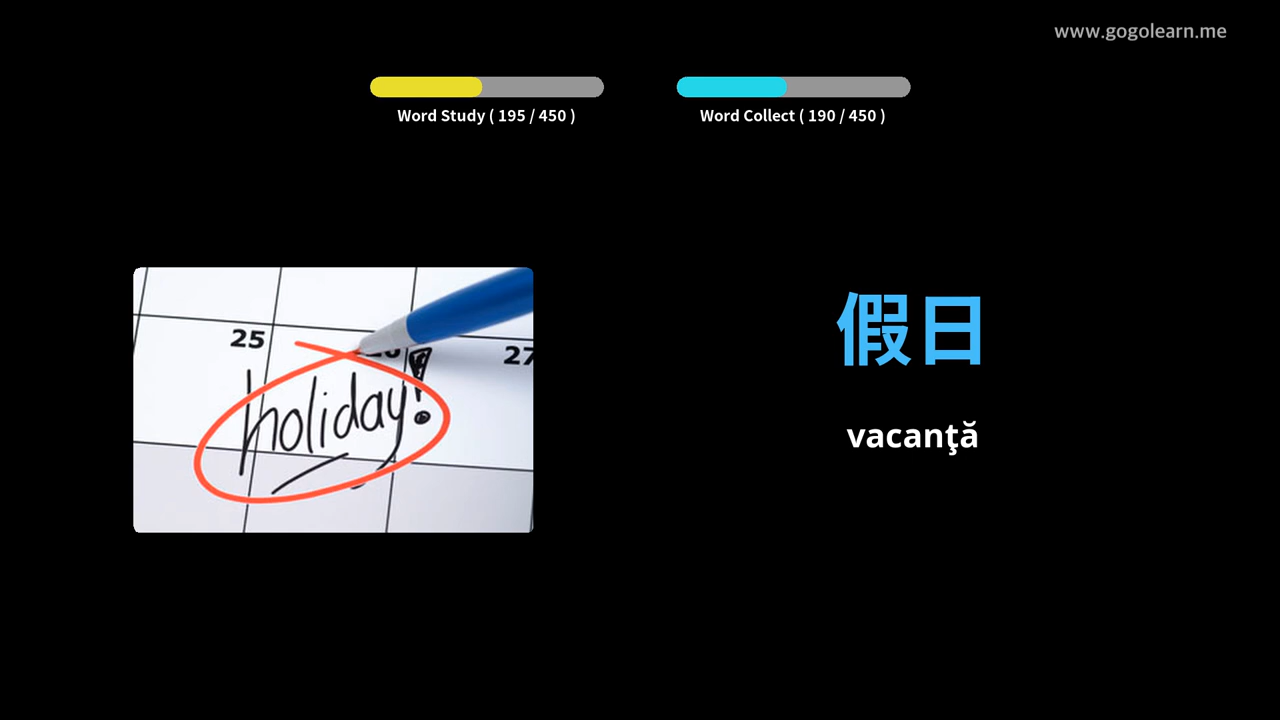 www.gogolearn.me
Word Study ( 195 / 450 )
Word Collect ( 190 / 450 )
25
27
holiday!
假日
vacanţă